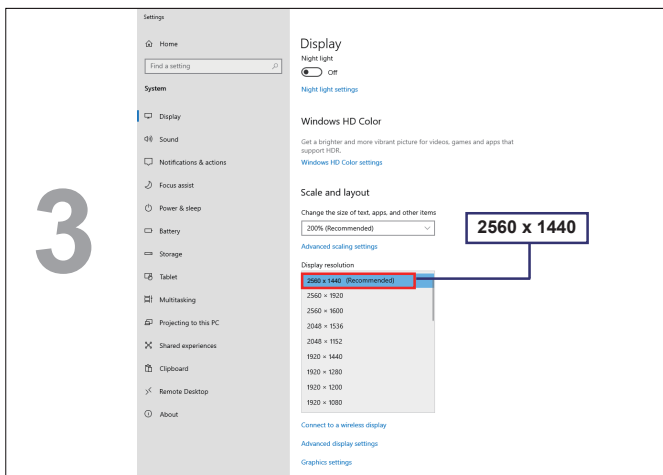 3
Settings
Home
Find a setting
System
Display
Sound
Notifications & actions
Focus assist
Power & sleep
Battery
Storage
Tablet
Multitasking
Projecting to this PC
Shared experiences
Clipboard
Remote Desktop
About
Display
Night light
Off
Night light settings
Windows HD Color
Get a brighter and more vibrant picture for videos, games and apps that
support HDR.
Windows HD Color settings
Scale and layout
Change the size of text, apps, and other items
200% (Recommended)
Advanced scaling settings
Display resolution
2560 x 1440 (Recommended)
2560 × 1920
2560 × 1600
2048 × 1536
2048 × 1152
1920 × 1440
1920 × 1280
1920 × 1200
1920 × 1080
Connect to a wireless display
Advanced display settings
Graphics settings
2560 x 1440